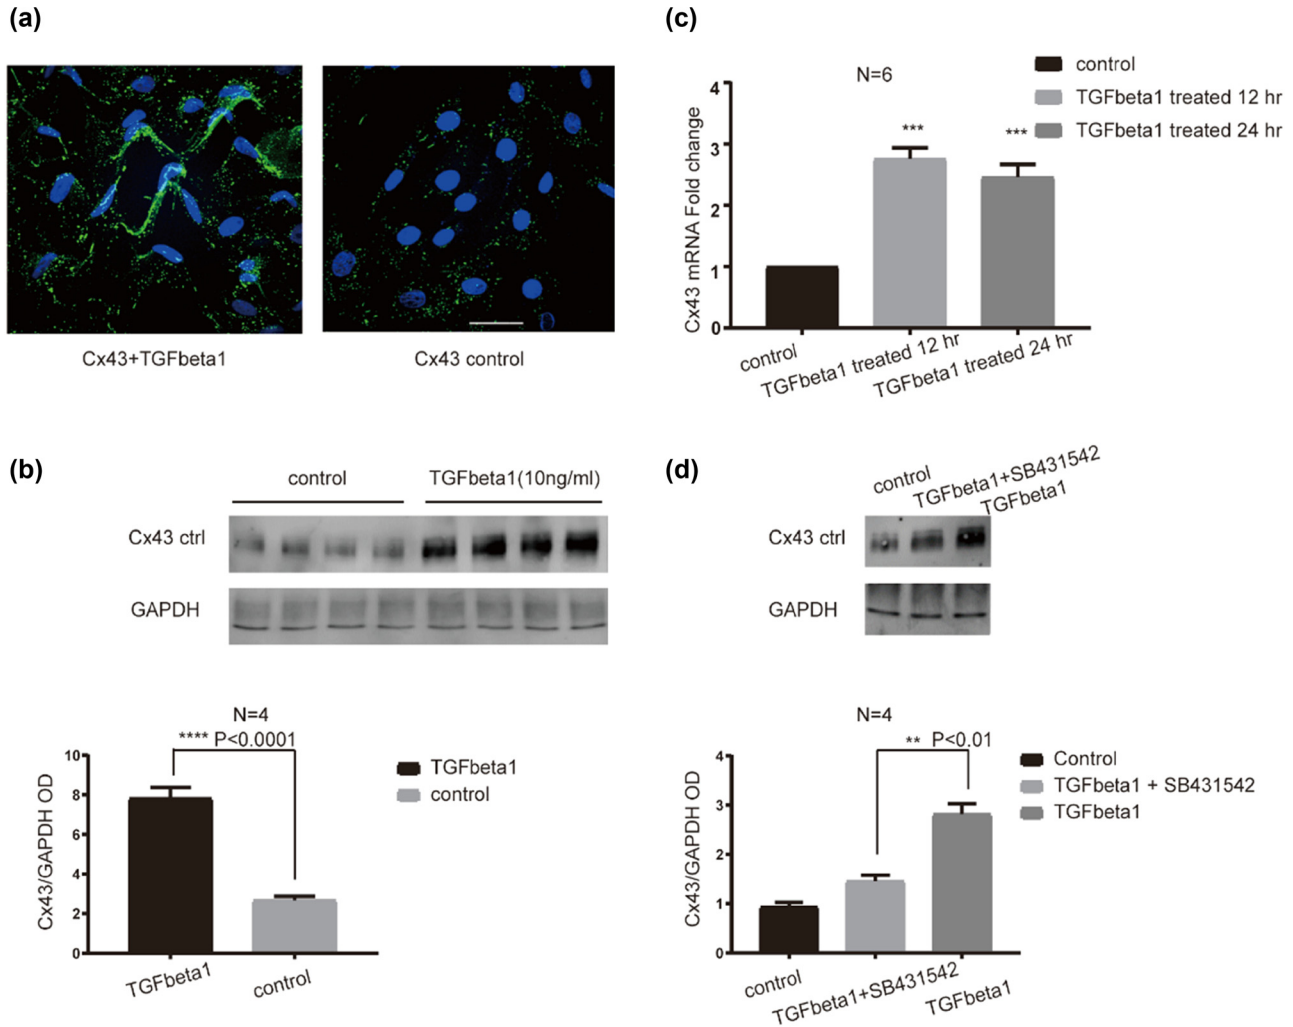 (a)
Cx43+TGFbeta1
Cx43 control
(c)
N=6
control
TGFbeta1 treated 12 hr
TGFbeta1 treated 24 hr
Cx43 mRNA Fold change
4
3
2
1
0
***
***
control
TGFbeta1 treated 12 hr
TGFbeta1 treated 24 hr
(b)
control
TGFbeta1(10ng/ml)
Cx43 ctrl
GAPDH
N=4
**** P<0.0001
TGFbeta1
control
Cx43/GAPDH OD
10
8
6
4
2
0
TGFbeta1
control
(d)
control
TGFbeta1+SB431542
TGFbeta1
Cx43 ctrl
GAPDH
N=4
** P<0.01
Control
TGFbeta1 + SB431542
TGFbeta1
Cx43/GAPDH OD
4
3
2
1
0
control
TGFbeta1+SB431542
TGFbeta1